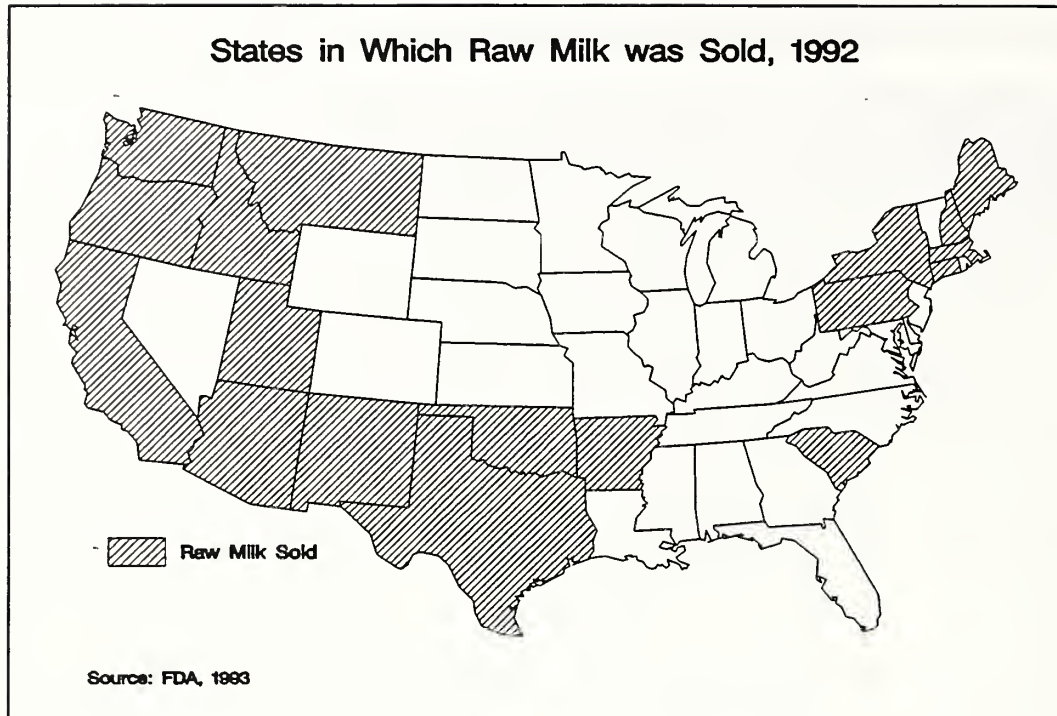 States in Which Raw Milk was Sold, 1992
Raw Milk Sold
Source: FDA, 1993